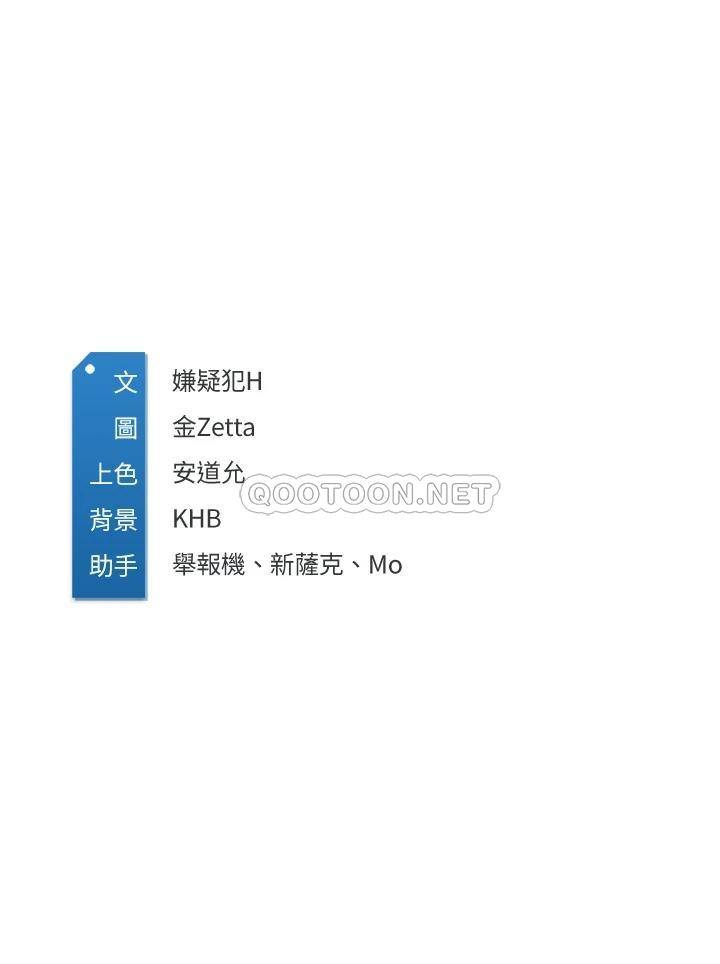 文 嫌疑犯H
圖 金Zetta
上色 安道允
QOOTOON.NET
背景 KHB
助手 舉報機、新薩克、Mo